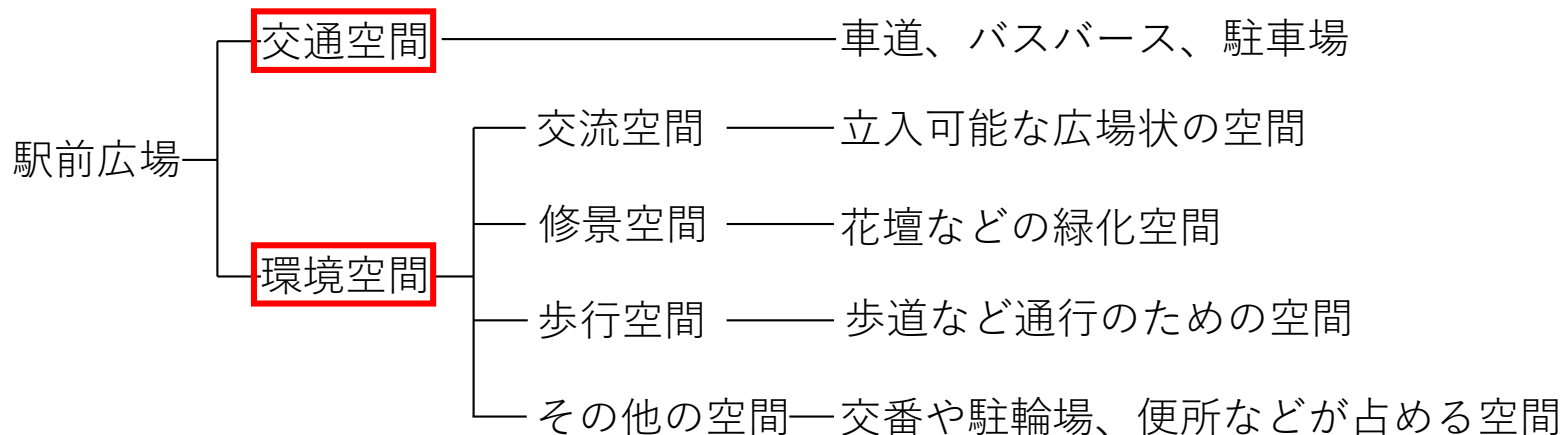 交通空間
車道、バスバース、駐車場
駅前広場
交流空間
立入可能な広場状の空間
修景空間
花壇などの緑化空間
環境空間
歩行空間
歩道など通行のための空間
その他の空間
交番や駐輪場、便所などが占める空間